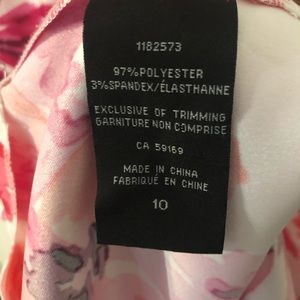 1182573
97%POLYESTER
3%SPANDEX/ÉLASTHANNE
EXCLUSIVE OF TRIMMING
GARNITURE NON COMPRISE
CA 59169
MADE IN CHINA
FABRIQUÉ EN CHINE
10